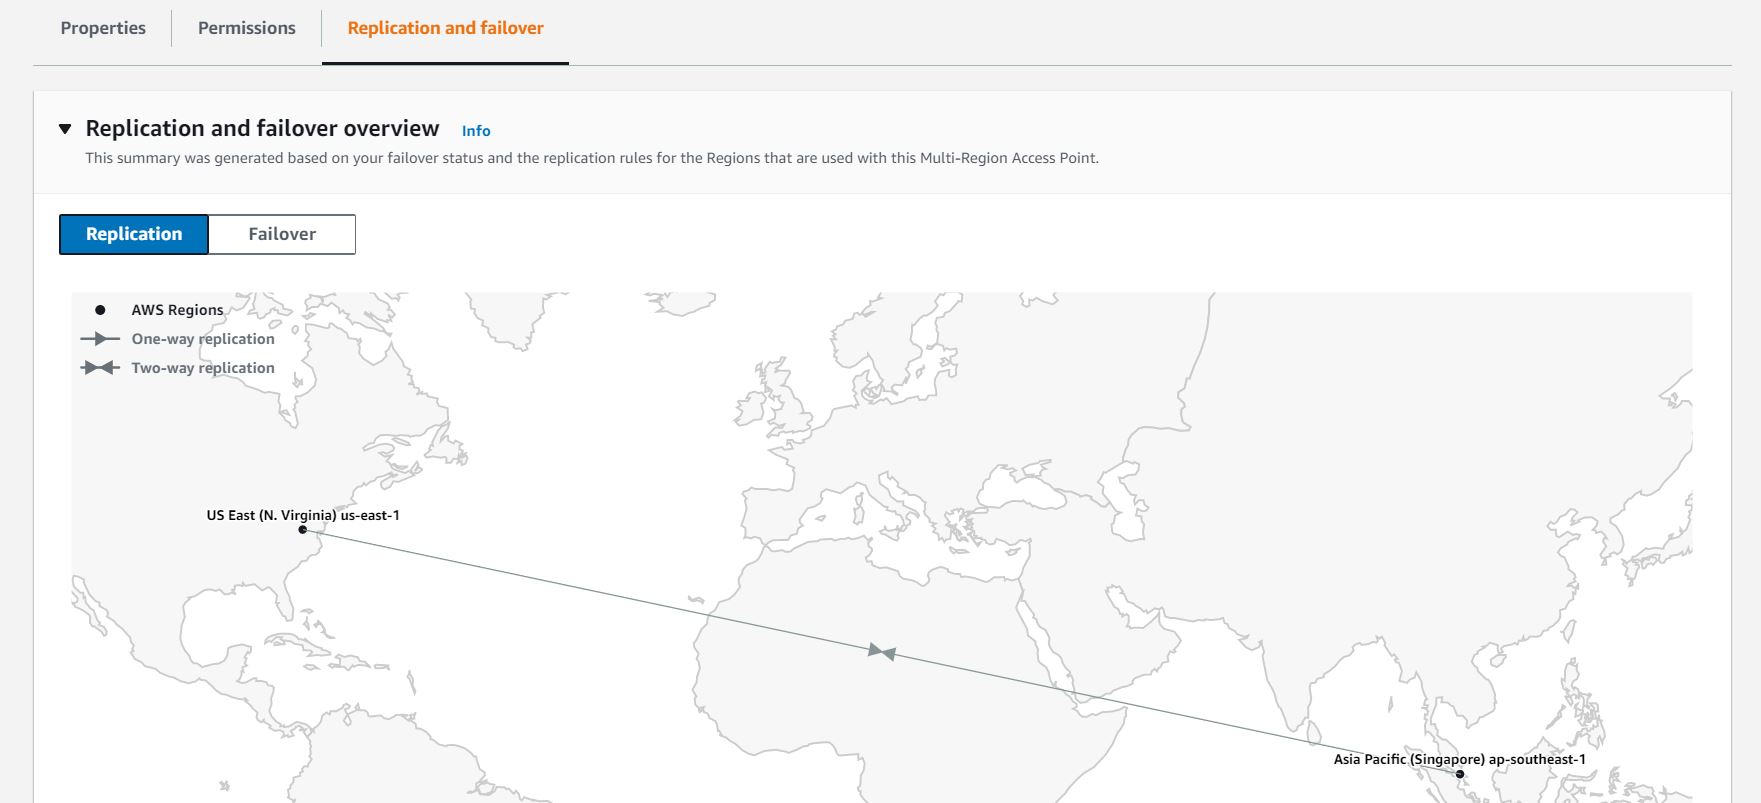 Properties
Permissions
Replication and failover
Replication and failover overview Info
This summary was generated based on your failover status and the replication rules for the Regions that are used with this Multi-Region Access Point.
Replication
Failover
AWS Regions
One-way replication
Two-way replication
US East (N. Virginia) us-east-1
Asia Pacific (Singapore) ap-southeast-1